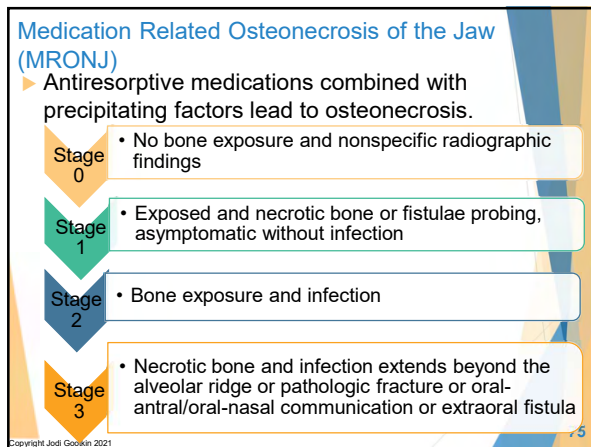 Medication Related Osteonecrosis of the Jaw
(MRONJ)
Antiresorptive medications combined with
precipitating factors lead to osteonecrosis.
Stage
0
• No bone exposure and nonspecific radiographic
findings
Stage
1
• Exposed and necrotic bone or fistulae probing,
asymptomatic without infection
Stage
2
• Bone exposure and infection
Stage
3
• Necrotic bone and infection extends beyond the
alveolar ridge or pathologic fracture or oral-
antral/oral-nasal communication or extraoral fistula
Copyright Jodi Gootkin 2021
75